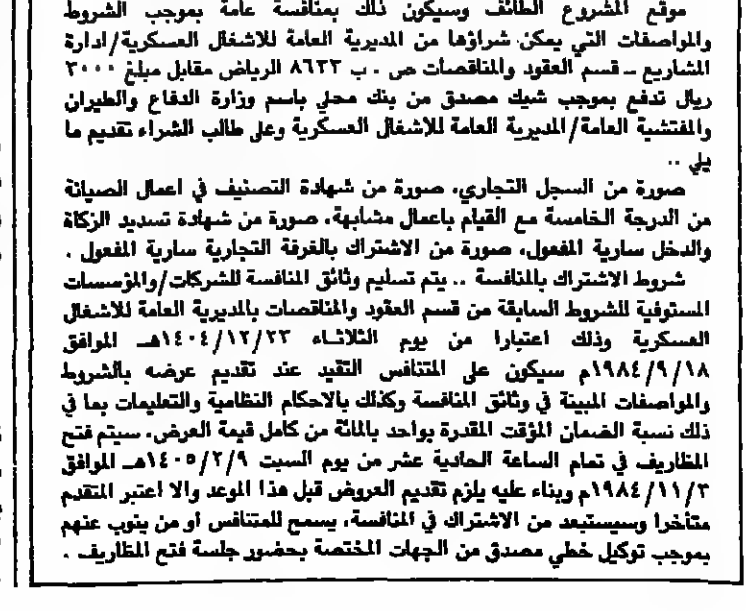 موقع المشروع الطائف وسيكون ذلك بمنافسة عامة بموجب الشروط
والمواصفات التي يمكن شراؤها من المديرية العامة للاشغال العسكرية/ادارة
المشاريع ــ قسم العقود والمناقصات ص . ب ٨٦٢٣ الرياض مقابل مبلغ ٣٠٠٠
ريال تدفع بموجب شيك مصدق من بنك محلي باسم وزارة الدفاع والطيران
والمفتشية العامة/المديرية العامة للاشغال العسكرية وعلى طالب الشراء تقديم ما
يلي ..
صورة من السجل التجاري، صورة من شهادة التصنيف في اعمال الصيانة
من الدرجة الخامسة مع القيام باعمال مشابهة، صورة من شهادة تسديد الزكاة
والدخل سارية المفعول، صورة من الاشتراك بالغرفة التجارية سارية المفعول .
شروط الاشتراك بالمنافسة .. يتم تسليم وثائق المنافسة للشركات/والمؤسسات
المستوفية للشروط السابقة من قسم العقود والمناقصات بالمديرية العامة للاشغال
العسكرية وذلك اعتبارا من يوم الثلاثاء ١٤٠٤/١٢/٢٣هـ الموافق
١٩٨٤/٩/١٨م سيكون على المتنافس التقيد عند تقديم عرضه بالشروط
والمواصفات المبينة في وثائق المنافسة وكذلك بالاحكام النظامية والتعليمات بما في
ذلك نسبة الضمان المؤقت المقدرة بواحد بالمائة من كامل قيمة العرض، سيتم فتح
المظاريف في تمام الساعة الحادية عشر من يوم السبت ١٤٠٥/٢/٩هـ الموافق
١٩٨٤/١١/٣م وبناء عليه يلزم تقديم العروض قبل هذا الموعد والا اعتبر المتقدم
متأخرا وسيستبعد من الاشتراك في المنافسة، يسمح للمتنافس أو من ينوب عنهم
بموجب توكيل خطي مصدق من الجهات المختصة بحضور جلسة فتح المظاريف .